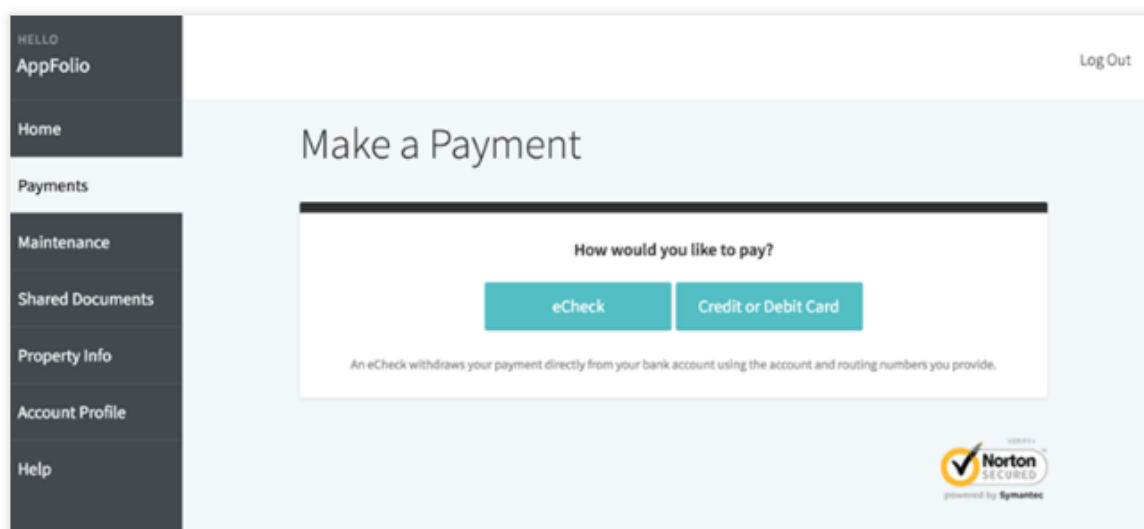 HELLO
AppFolio
Log Out
Home
Payments
Maintenance
Shared Documents
Property Info
Account Profile
Help
Make a Payment
How would you like to pay?
eCheck
Credit or Debit Card
An eCheck withdraws your payment directly from your bank account using the account and routing numbers you provide.
VERIFY›
Norton
SECURED
powered by Symantec